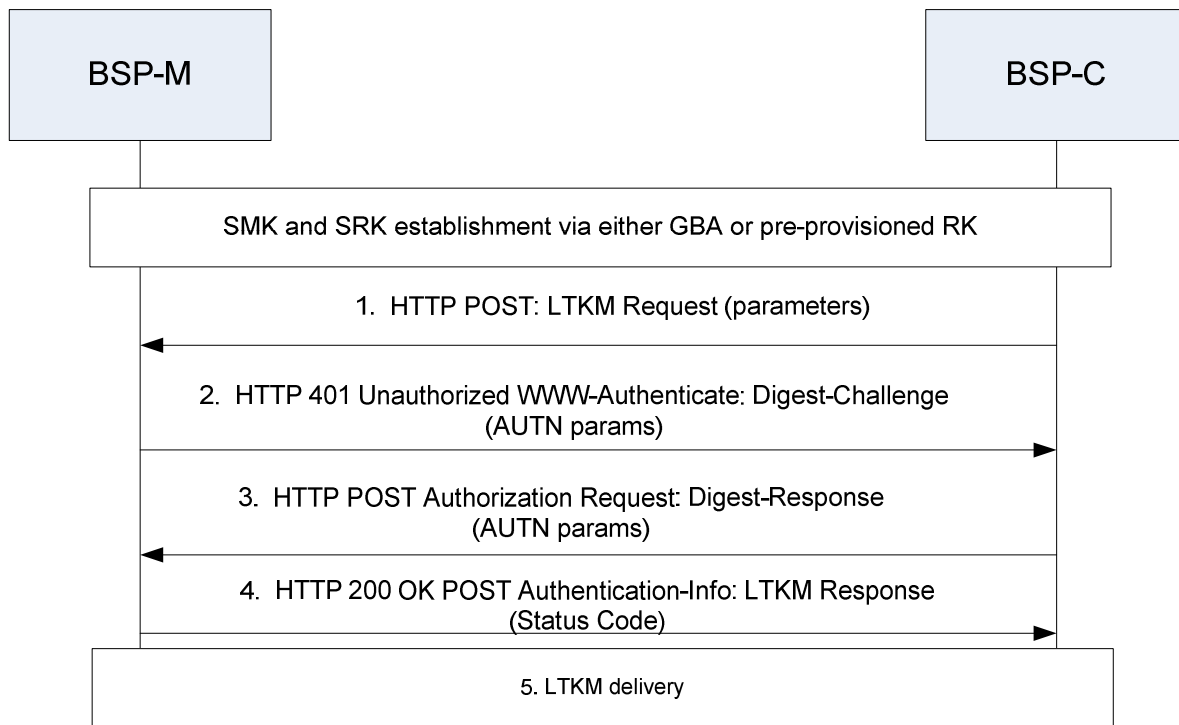 BSP-M
BSP-C
SMK and SRK establishment via either GBA or pre-provisioned RK
1. HTTP POST: LTKM Request (parameters)
2. HTTP 401 Unauthorized WWW-Authenticate: Digest-Challenge
(AUTN params)
3. HTTP POST Authorization Request: Digest-Response
(AUTN params)
4. HTTP 200 OK POST Authentication-Info: LTKM Response
(Status Code)
5. LTKM delivery